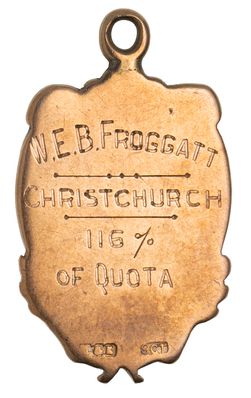 W.E.B. FROGGATT
CHRISTCHURCH
116 %
OF QUOTA